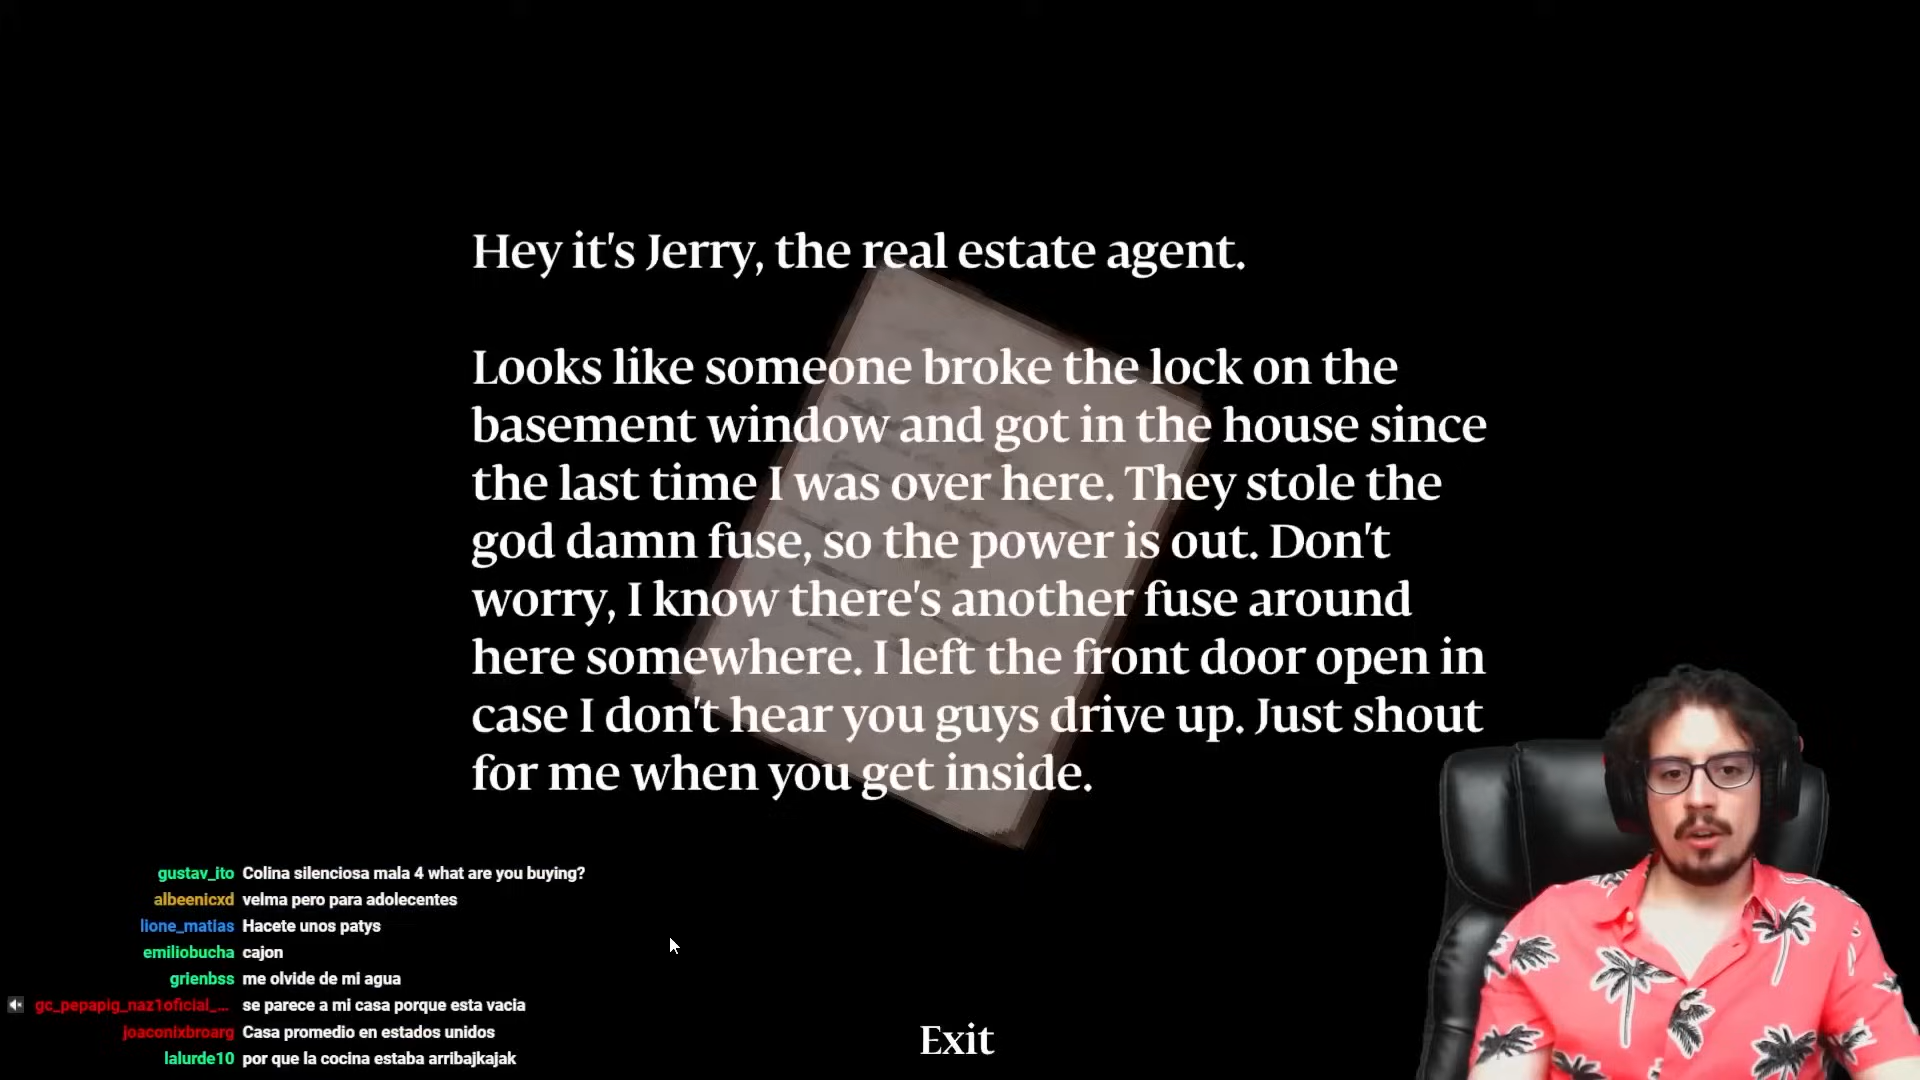 Hey it's Jerry, the real estate agent.
Looks like someone broke the lock on the
basement window and got in the house since
the last time I was over here. They stole the
god damn fuse, so the power is out. Don't
worry, I know there's another fuse around
here somewhere. I left the front door open in
case I don't hear you guys drive up. Just shout
for me when you get inside.
gustav_ito Colina silenciosa mala 4 what are you buying?
albeenicxd velma pero para adolecentes
lione_matias Hacete unos patys
emiliobucha cajon
grienbss me olvide de mi agua
gc_pepapig_naz1oficial_... se parece a mi casa porque esta vacia
joaconixbroarg Casa promedio en estados unidos
lalurde10 por que la cocina estaba arribajkajak
Exit